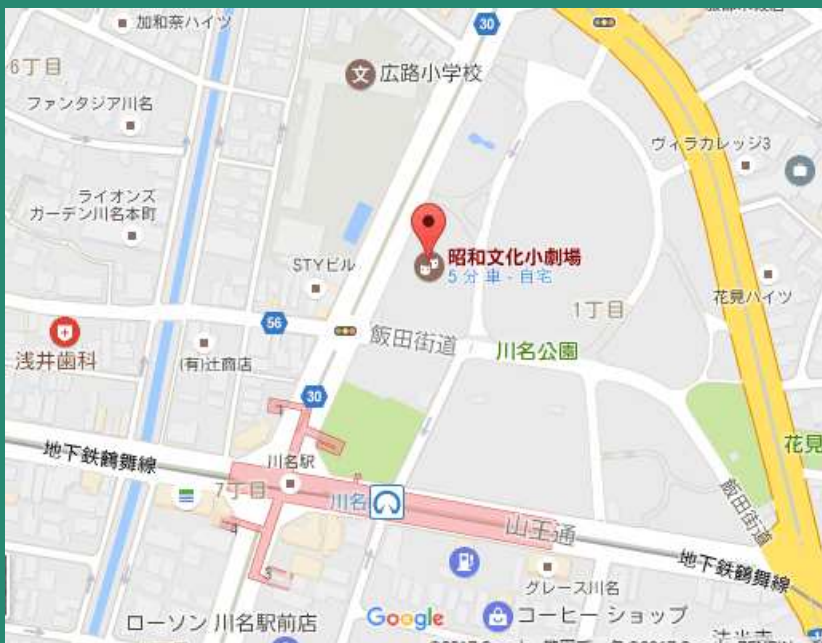 加和奈ハイツ
30
6丁目
文 広路小学校
ファンタジア川名
ヴィラカレッジ3
ライオンズ
ガーデン川名本町
昭和文化小劇場
5 分 車 - 自宅
STYビル
1丁目
花見ハイツ
56
飯田街道
川名公園
浅井歯科
(有)辻商店
30
1
地下鉄鶴舞線
川名駅
花見
7丁目
川名
飯田街道
山王通
4
地下鉄鶴舞線
3
グレース川名
ローソン 川名駅前店
Google
コーヒー ショップ